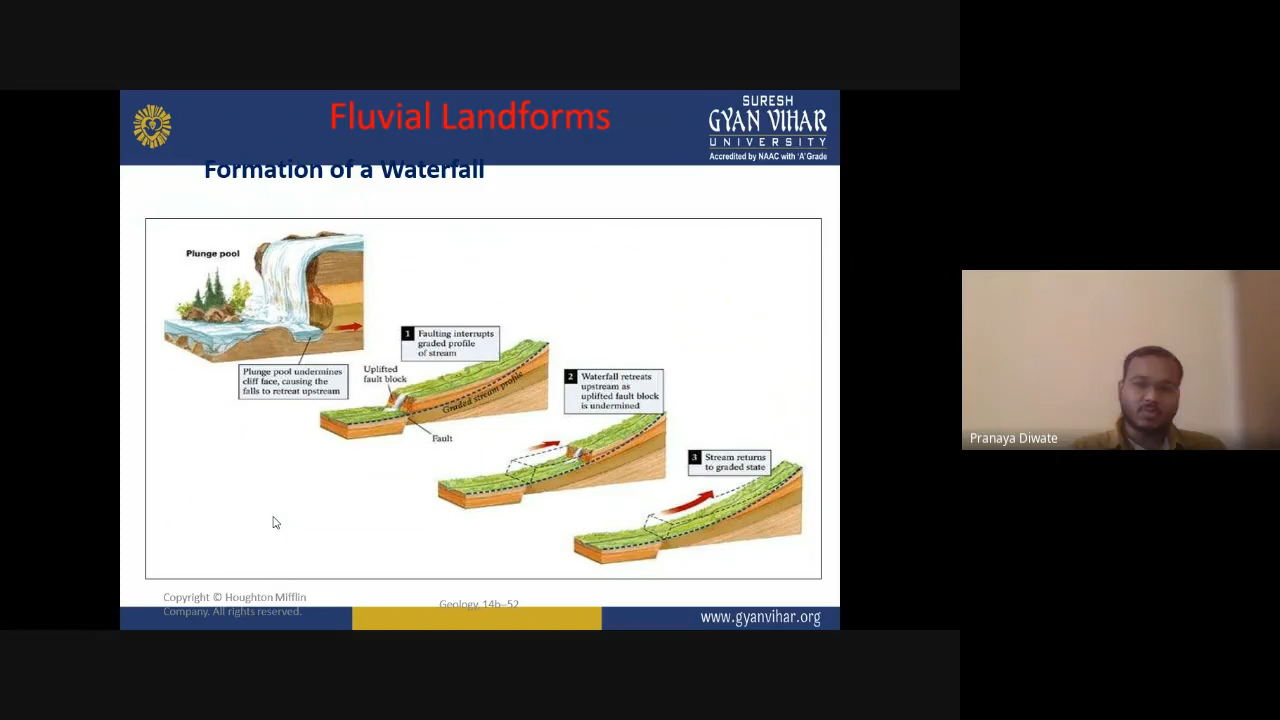 Fluvial Landforms
SURESH
GYAN VIHAR
UNIVERSITY
Accredited by NAAC with 'A' Grade
Formation of a Waterfall
Plunge pool
Plunge pool undermines
cliff face, causing the
falls to retreat upstream
1 Faulting interrupts
graded profile
of stream
Uplifted
fault block
Graded stream profile
Fault
2 Waterfall retreats
upstream as
uplifted fault block
is undermined
3 Stream returns
to graded state
Pranaya Diwate
Copyright © Houghton Mifflin
Company. All rights reserved.
Geology, 14b–52
www.gyanvihar.org